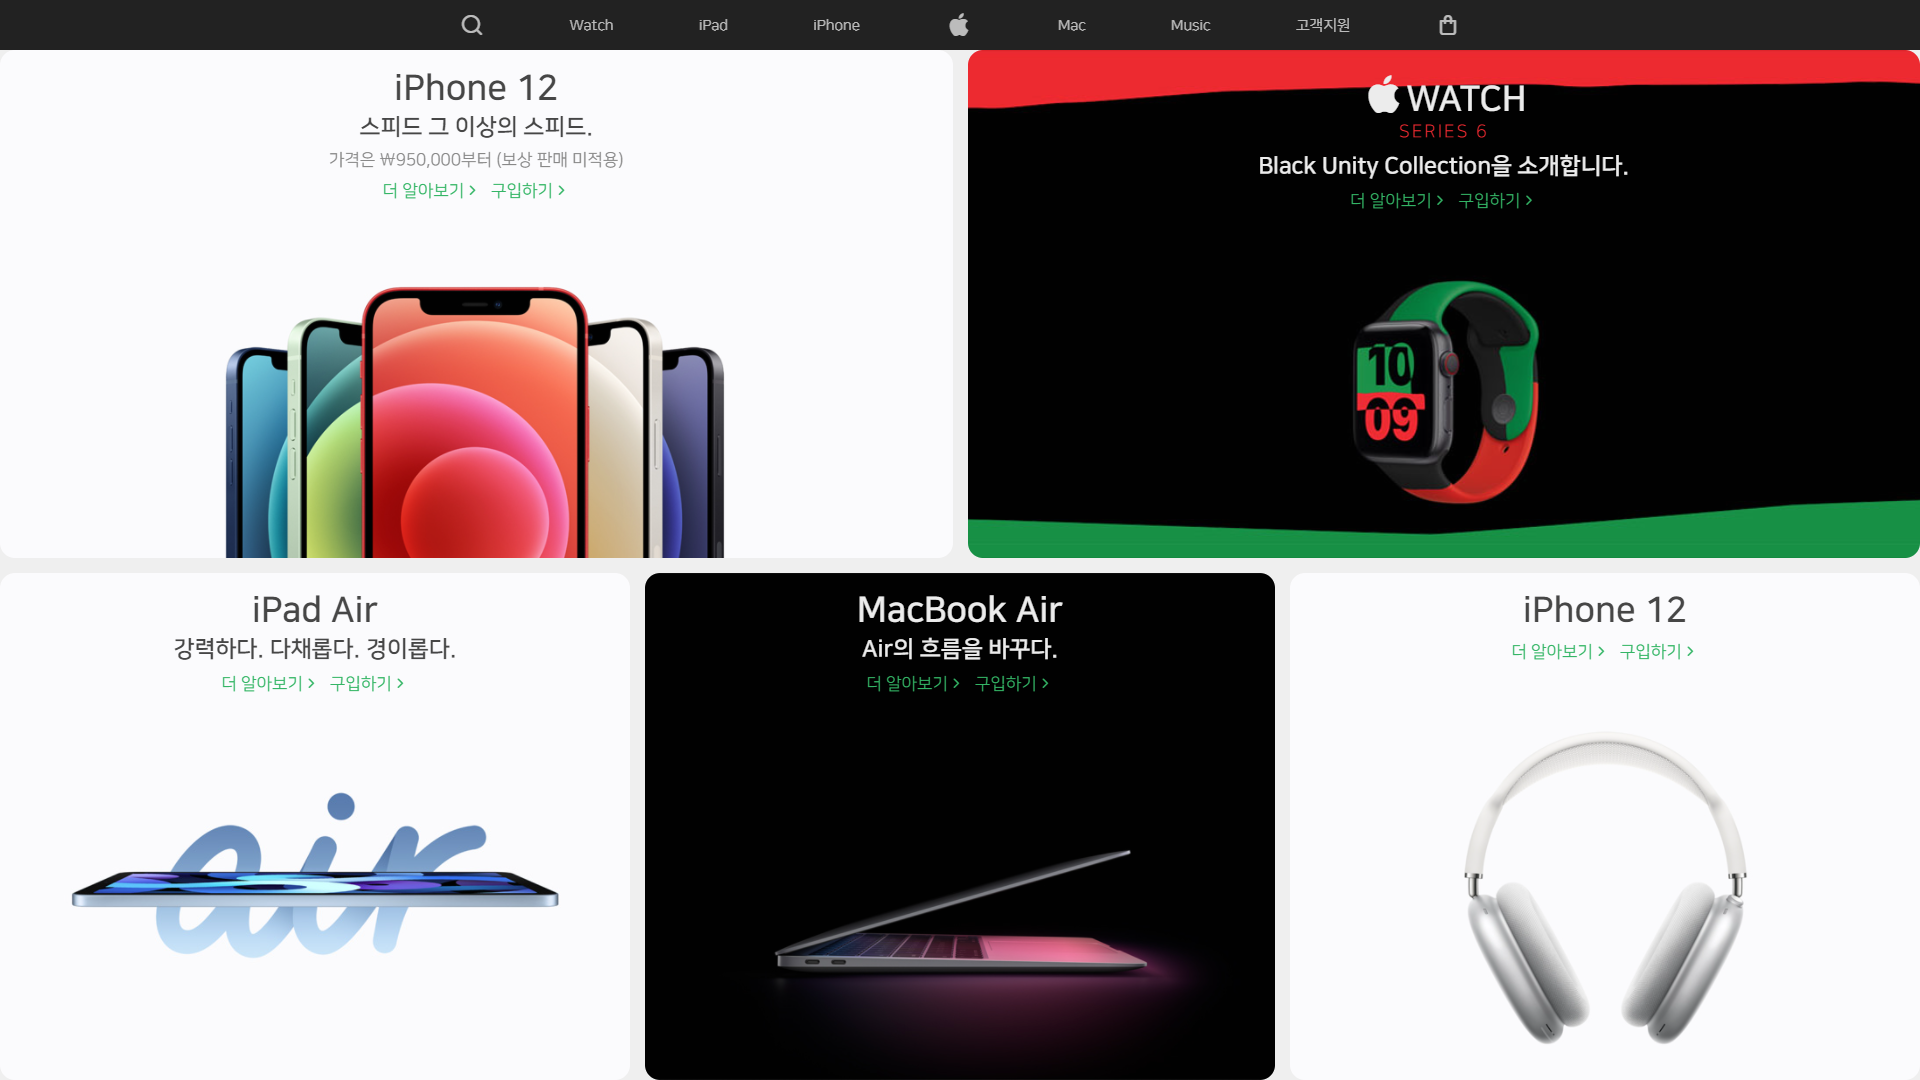 Watch iPad iPhone Mac Music 고객지원
iPhone 12
스피드 그 이상의 스피드.
가격은 ₩950,000부터 (보상 판매 미적용)
더 알아보기 > 구입하기 >
WATCH
SERIES 6
Black Unity Collection을 소개합니다.
더 알아보기 > 구입하기 >
10
09
iPad Air
강력하다. 다채롭다. 경이롭다.
더 알아보기 > 구입하기 >
air
MacBook Air
Air의 흐름을 바꾸다.
더 알아보기 > 구입하기 >
iPhone 12
더 알아보기 > 구입하기 >